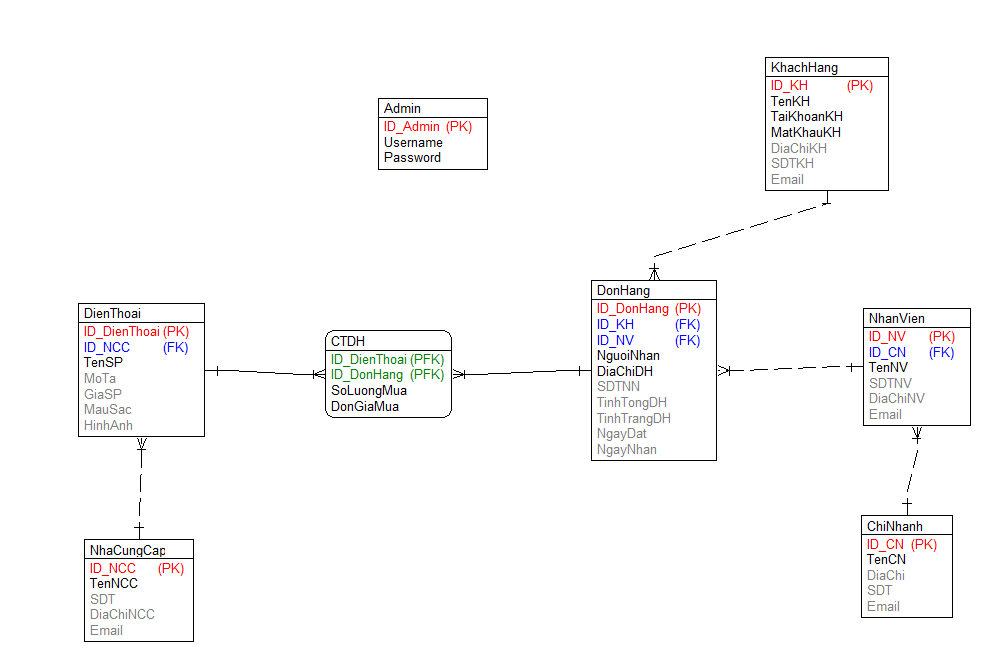 KhachHang
ID_KH (PK)
TenKH
TaiKhoanKH
MatKhauKH
DiaChiKH
SDTKH
Email
Admin
ID_Admin (PK)
Username
Password
DonHang
ID_DonHang (PK)
ID_KH (FK)
ID_NV (FK)
NguoiNhan
DiaChiDH
SDTNN
TinhTongDH
TinhTrangDH
NgayDat
NgayNhan
DienThoai
ID_DienThoai (PK)
ID_NCC (FK)
TenSP
MoTa
GiaSP
MauSac
HinhAnh
CTDH
ID_DienThoai (PFK)
ID_DonHang (PFK)
SoLuongMua
DonGiaMua
NhanVien
ID_NV (PK)
ID_CN (FK)
TenNV
SDTNV
DiaChiNV
Email
NhaCungCap
ID_NCC (PK)
TenNCC
SDT
DiaChiNCC
Email
ChiNhanh
ID_CN (PK)
TenCN
DiaChi
SDT
Email